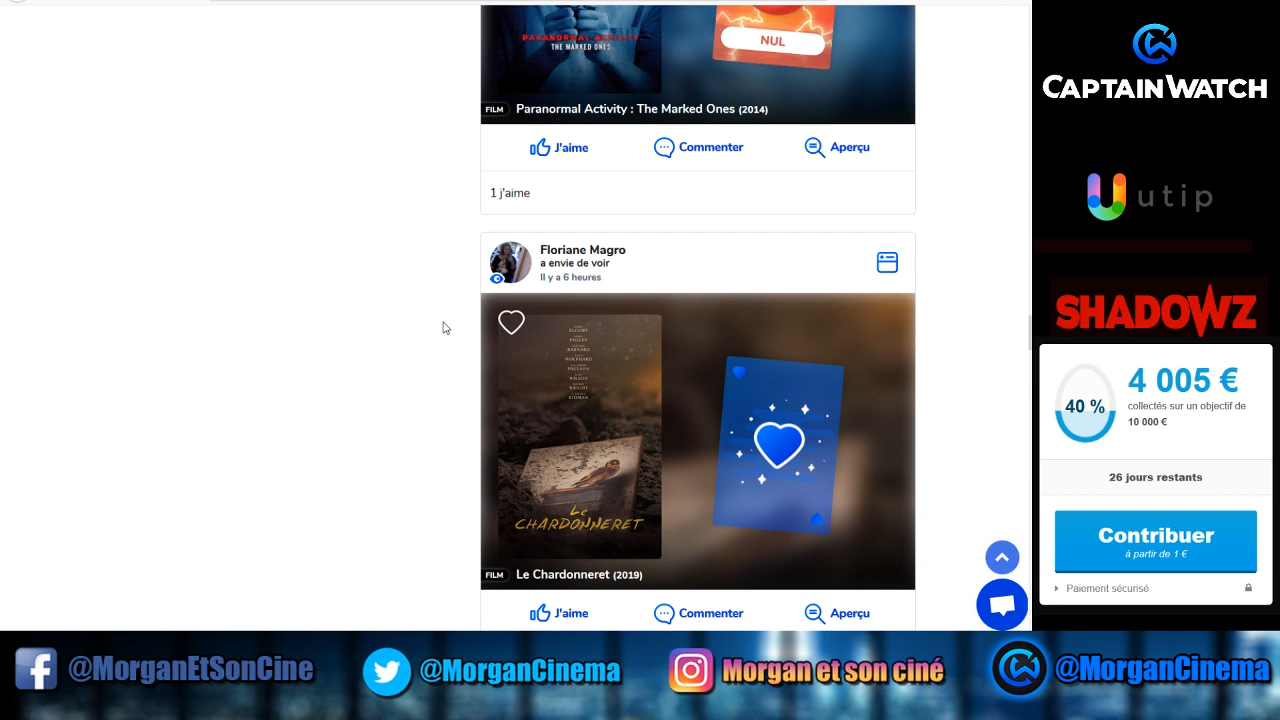 PARANORMAL ACTIVITY
THE MARKED ONES
NUL
FILM
Paranormal Activity : The Marked Ones (2014)
J'aime
Commenter
Aperçu
1 j'aime
Floriane Magro
a envie de voir
Il y a 6 heures
Le
CHARDONNERET
FILM
Le Chardonneret (2019)
J'aime
Commenter
Aperçu
CAPTAINWATCH
utip
SHADOWZ
40 %
4 005 €
collectés sur un objectif de
10 000 €
26 jours restants
Contribuer
à partir de 1 €
Paiement sécurisé
@MorganEtSonCine
@MorganCinema
Morgan et son ciné
@MorganCinema